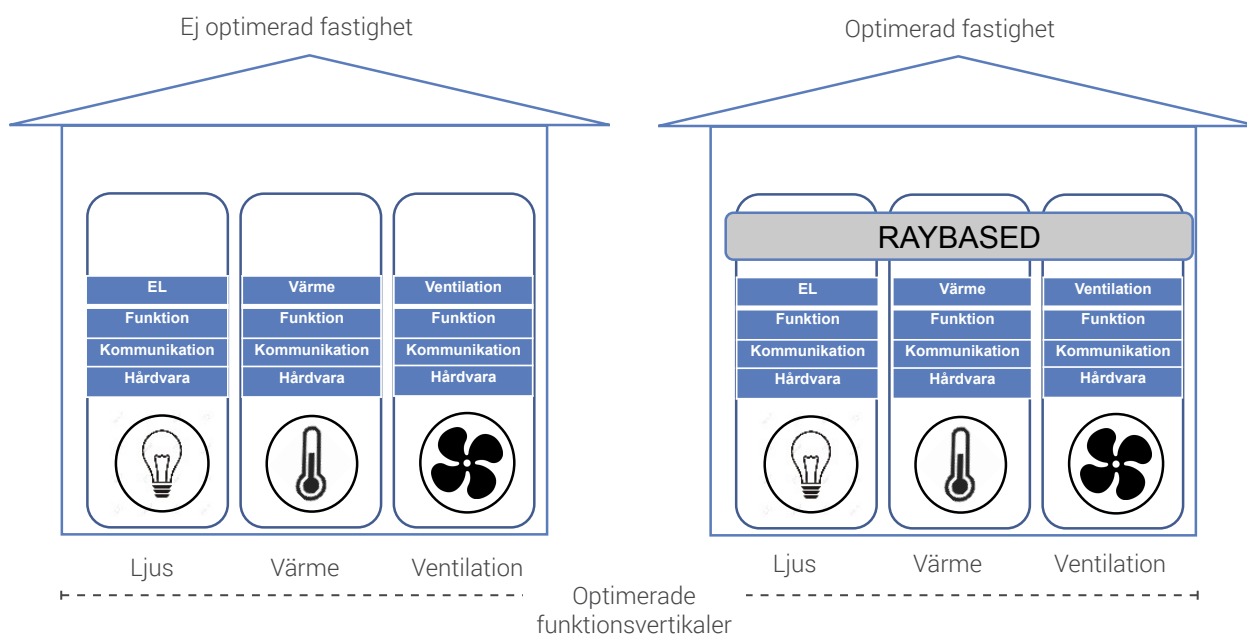 Ej optimerad fastighet
EL
Värme
Ventilation
Funktion
Funktion
Funktion
Kommunikation
Kommunikation
Kommunikation
Hårdvara
Hårdvara
Hårdvara
Ljus
Värme
Ventilation
Optimerad fastighet
RAYBASED
EL
Värme
Ventilation
Funktion
Funktion
Funktion
Kommunikation
Kommunikation
Kommunikation
Hårdvara
Hårdvara
Hårdvara
Ljus
Värme
Ventilation
Optimerade
funktionsvertikaler